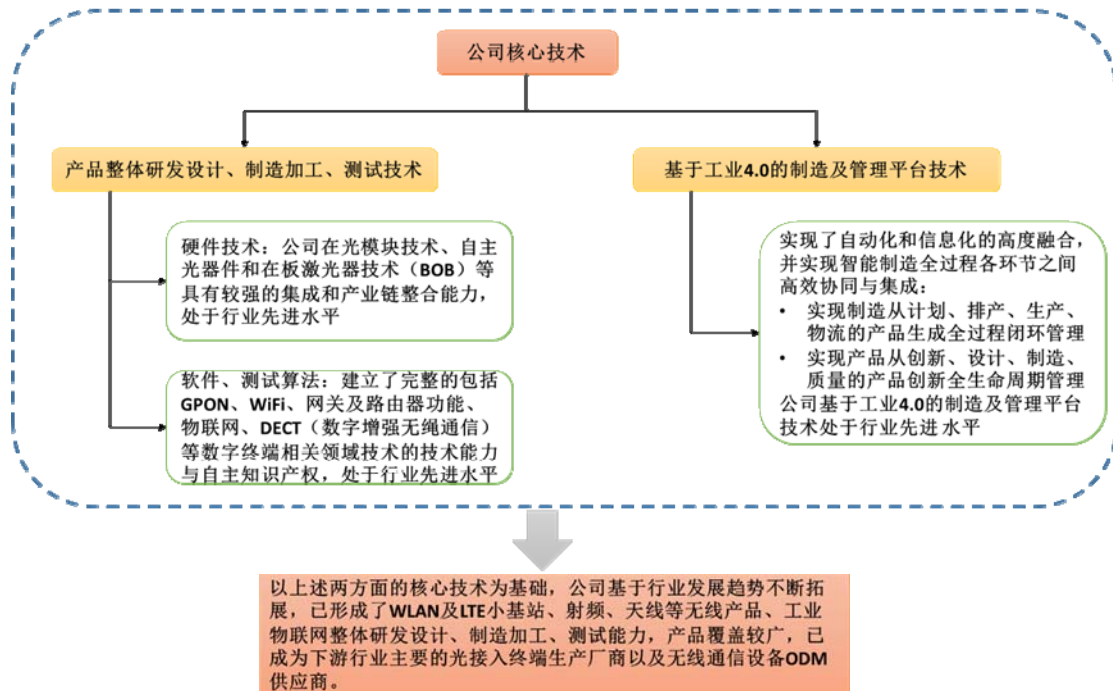 公司核心技术
产品整体研发设计、制造加工、测试技术
硬件技术：公司在光模块技术、自主
光器件和在板激光器技术（BOB）等
具有较强的集成和产业链整合能力，
处于行业先进水平
软件、测试算法：建立了完整的包括
GPON、WiFi、网关及路由器功能、
物联网、DECT（数字增强无绳通信）
等数字终端相关领域技术的技术能力
与自主知识产权，处于行业先进水平
基于工业4.0的制造及管理平台技术
实现了自动化和信息化的高度融合，
并实现智能制造全过程各环节之间
高效协同与集成：
• 实现制造从计划、排产、生产、
物流的产品生成全过程闭环管理
• 实现产品从创新、设计、制造、
质量的产品创新全生命周期管理
公司基于工业4.0的制造及管理平台
技术处于行业先进水平
以上述两方面的核心技术为基础，公司基于行业发展趋势不断拓
展，已形成了WLAN及LTE小基站、射频、天线等无线产品、工业
物联网整体研发设计、制造加工、测试能力，产品覆盖较广，已
成为下游行业主要的光接入终端生产厂商以及无线通信设备ODM
供应商。